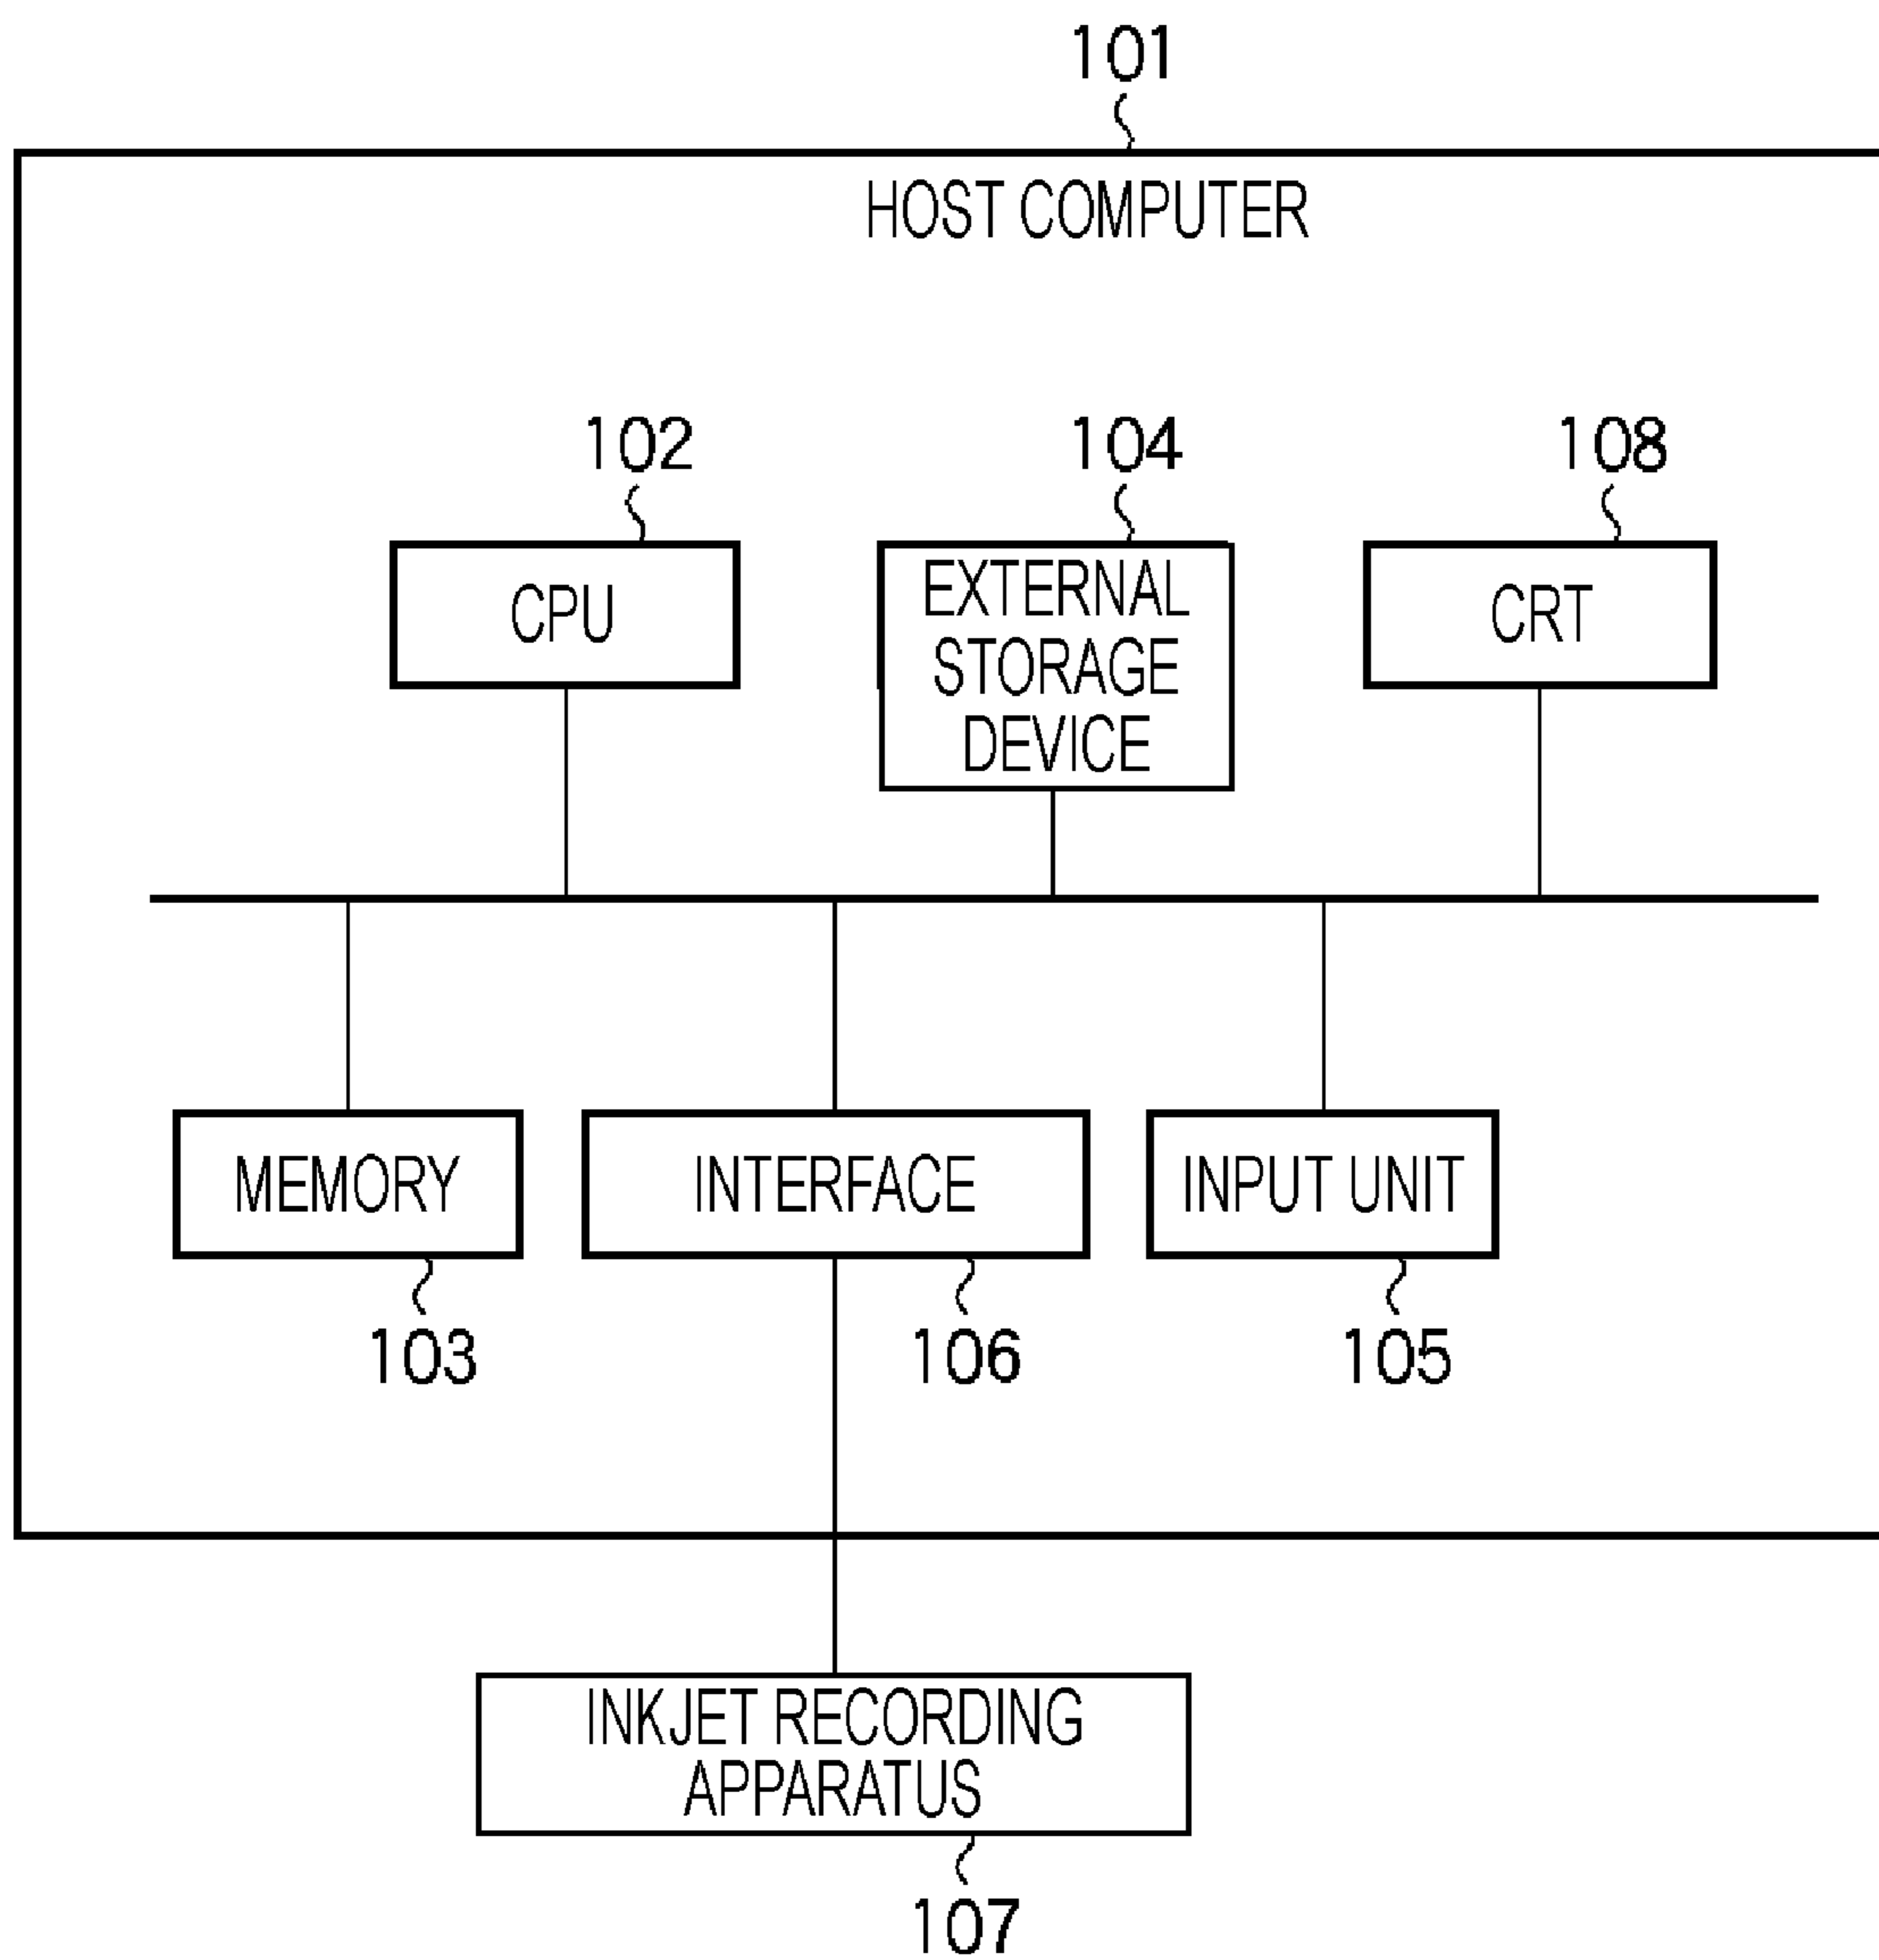 101
HOST COMPUTER
102
104
108
CPU
EXTERNAL
STORAGE
DEVICE
CRT
MEMORY
INTERFACE
INPUT UNIT
103
106
105
INKJET RECORDING
APPARATUS
107